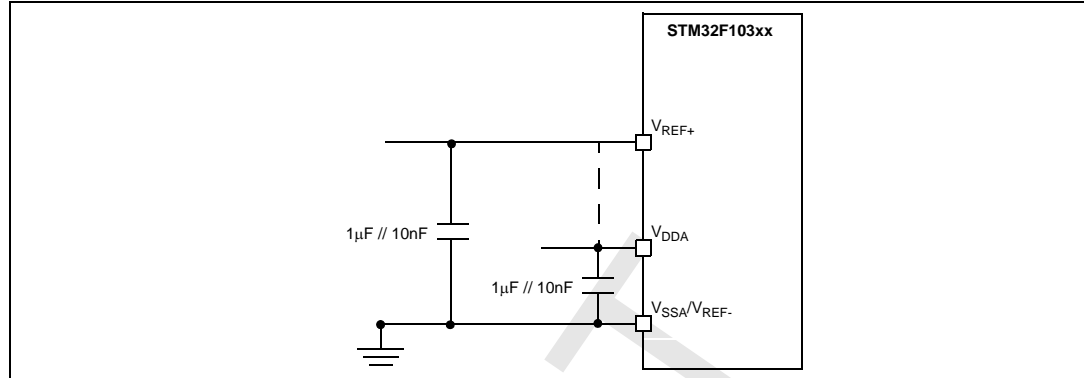 STM32F103xx
VREF+
1μF // 10nF
VDDA
1μF // 10nF
VSSA/VREF-